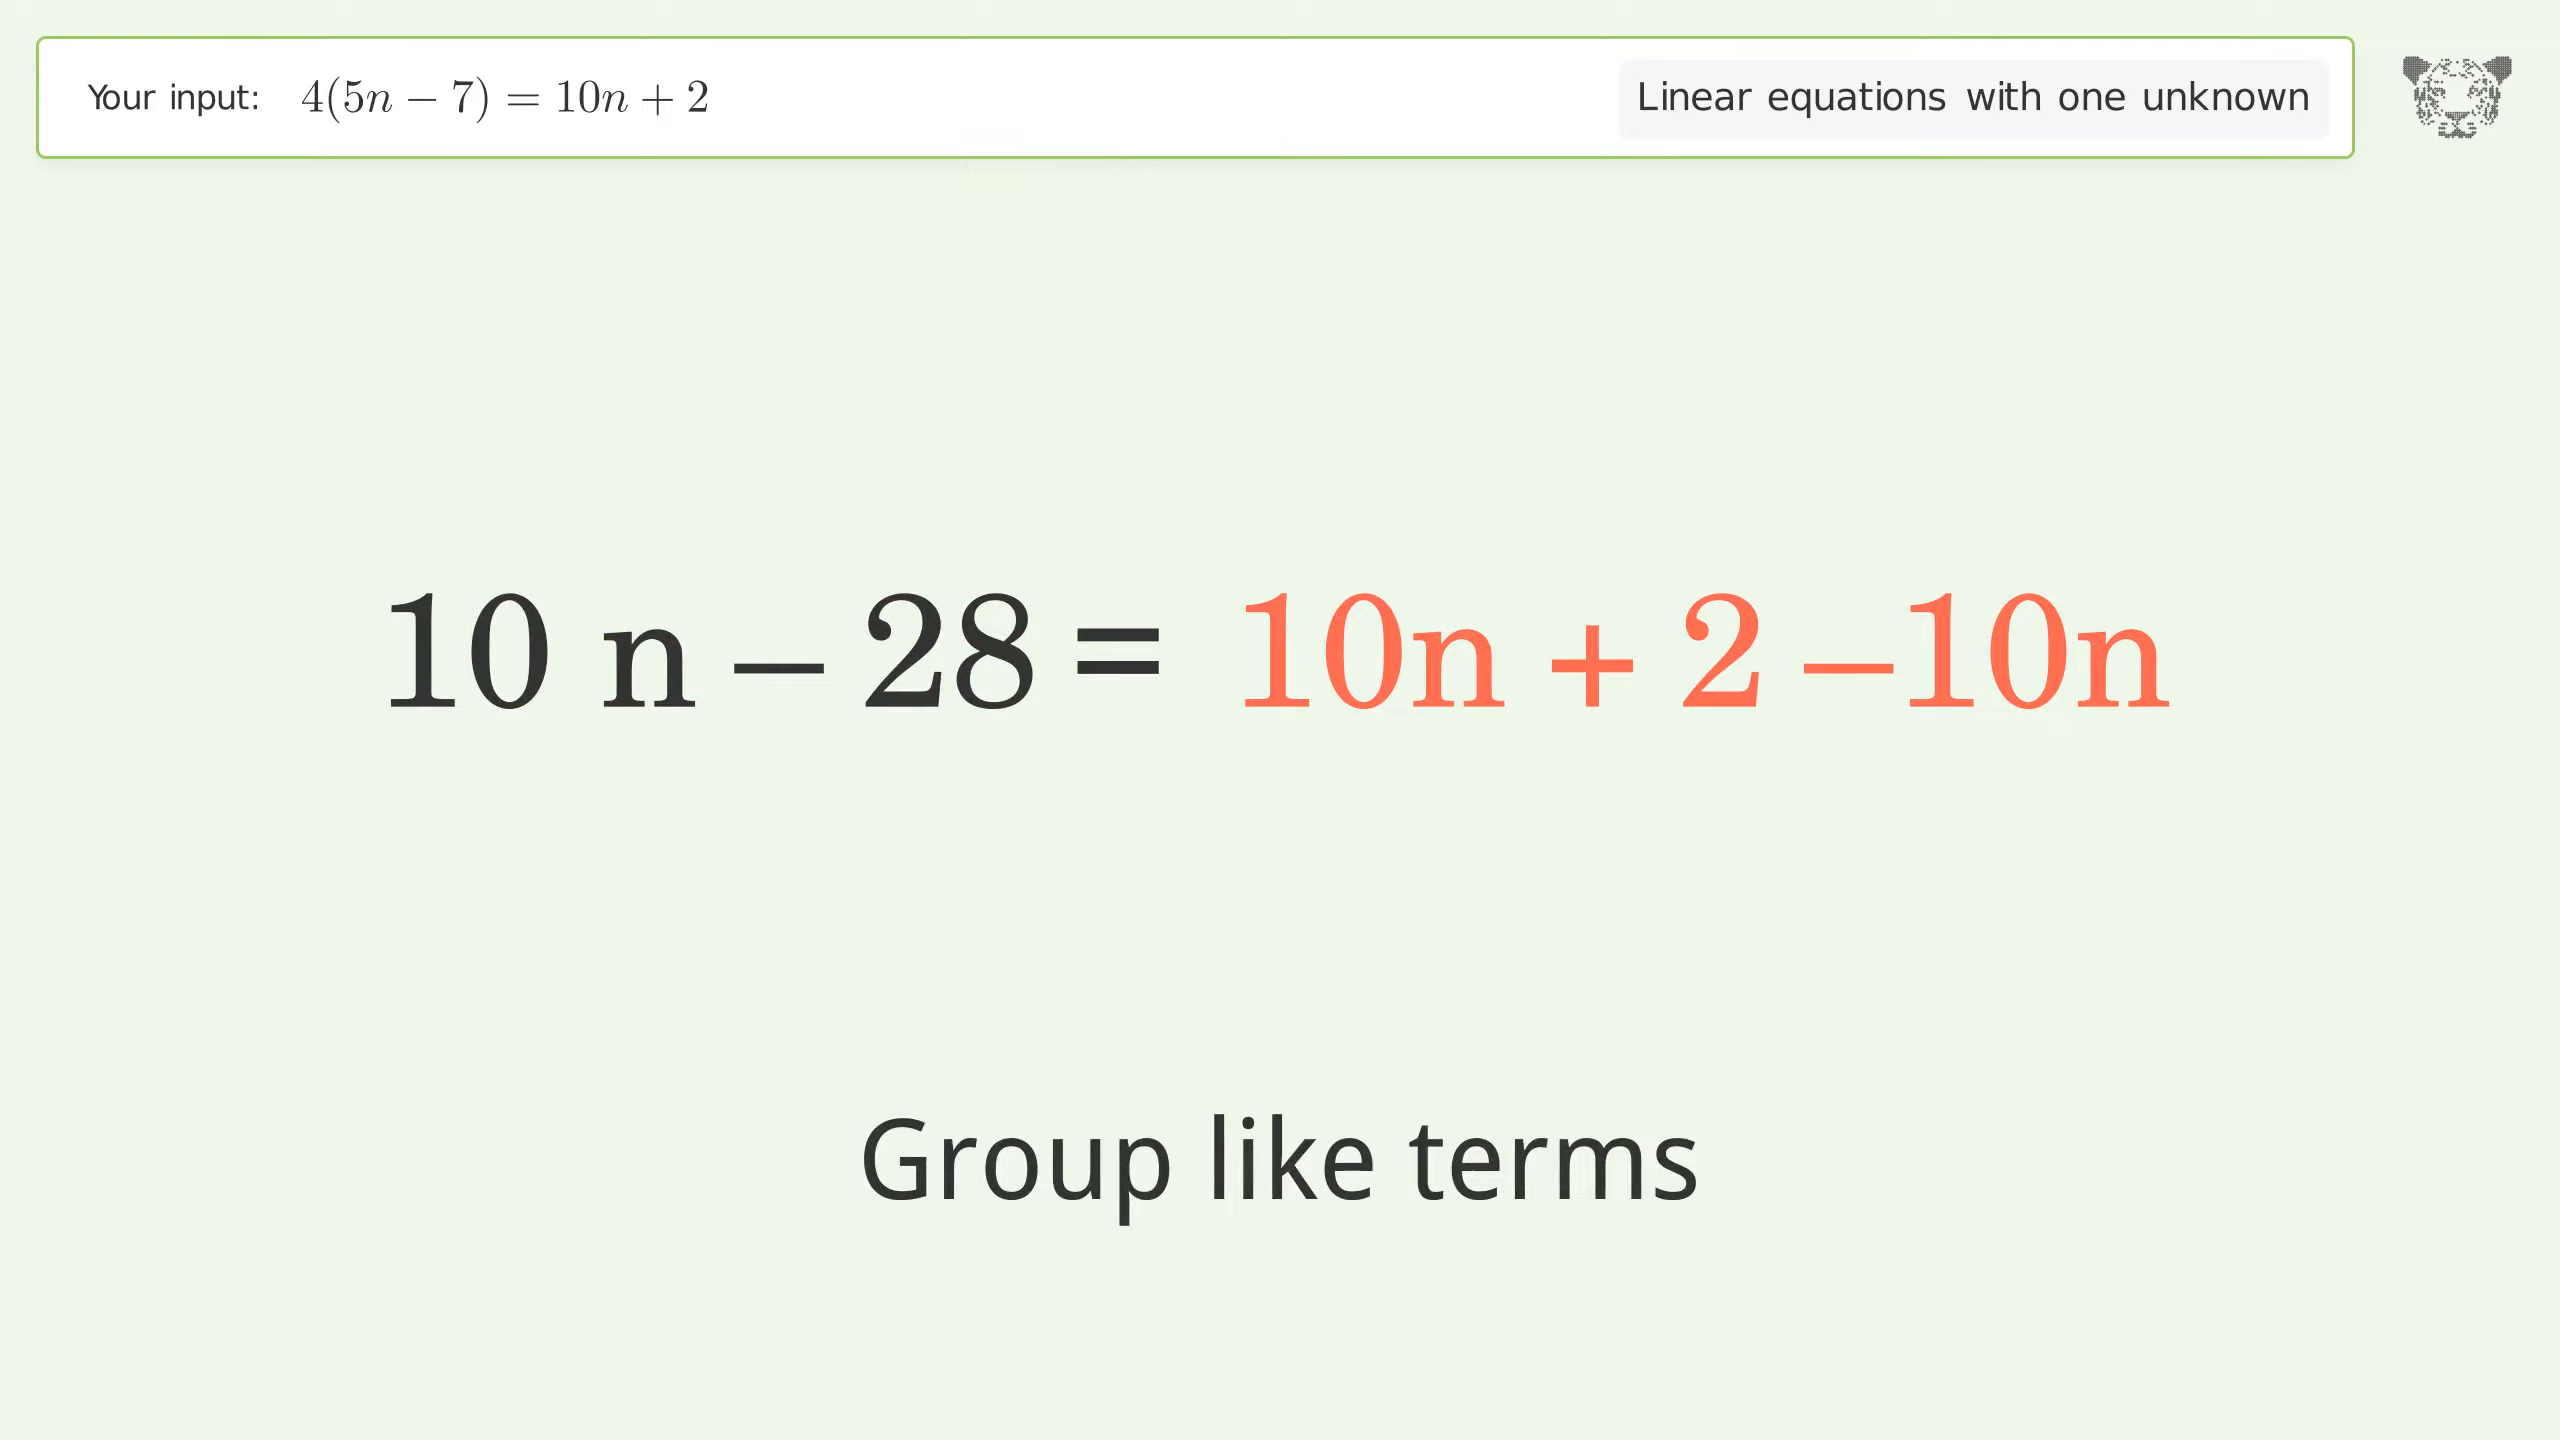 Your input: 4(5n − 7) = 10n + 2
Linear equations with one unknown
10 n – 28 = 10n + 2 –10n
Group like terms